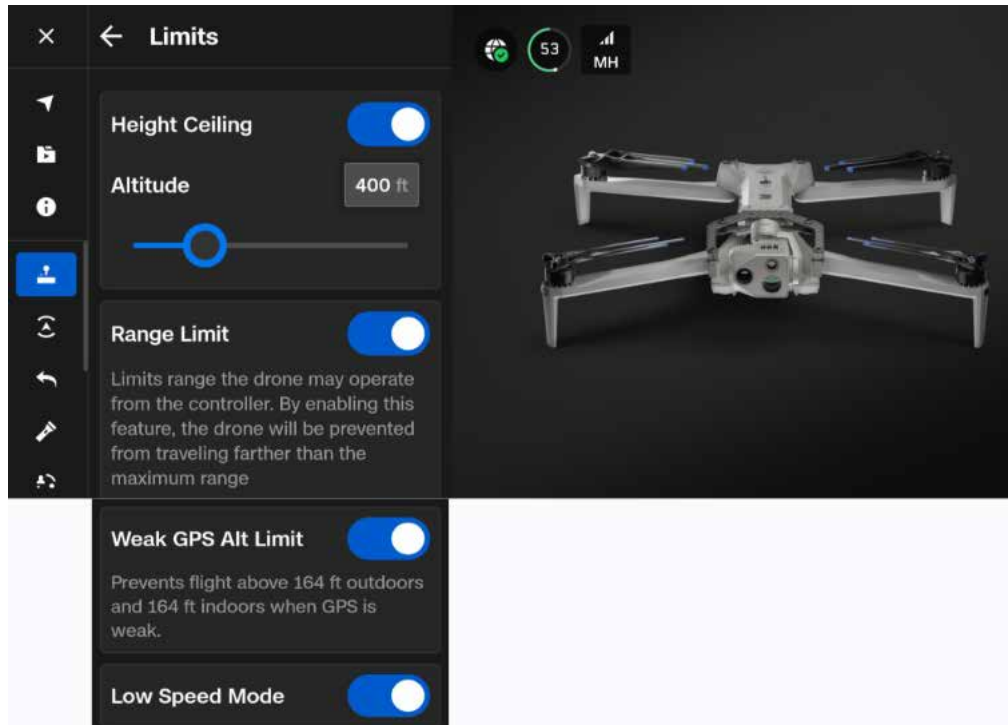 Limits
53
MH
Height Ceiling
Altitude
400 ft
Range Limit
Limits range the drone may operate
from the controller. By enabling this
feature, the drone will be prevented
from traveling farther than the
maximum range
Weak GPS Alt Limit
Prevents flight above 164 ft outdoors
and 164 ft indoors when GPS is
weak.
Low Speed Mode